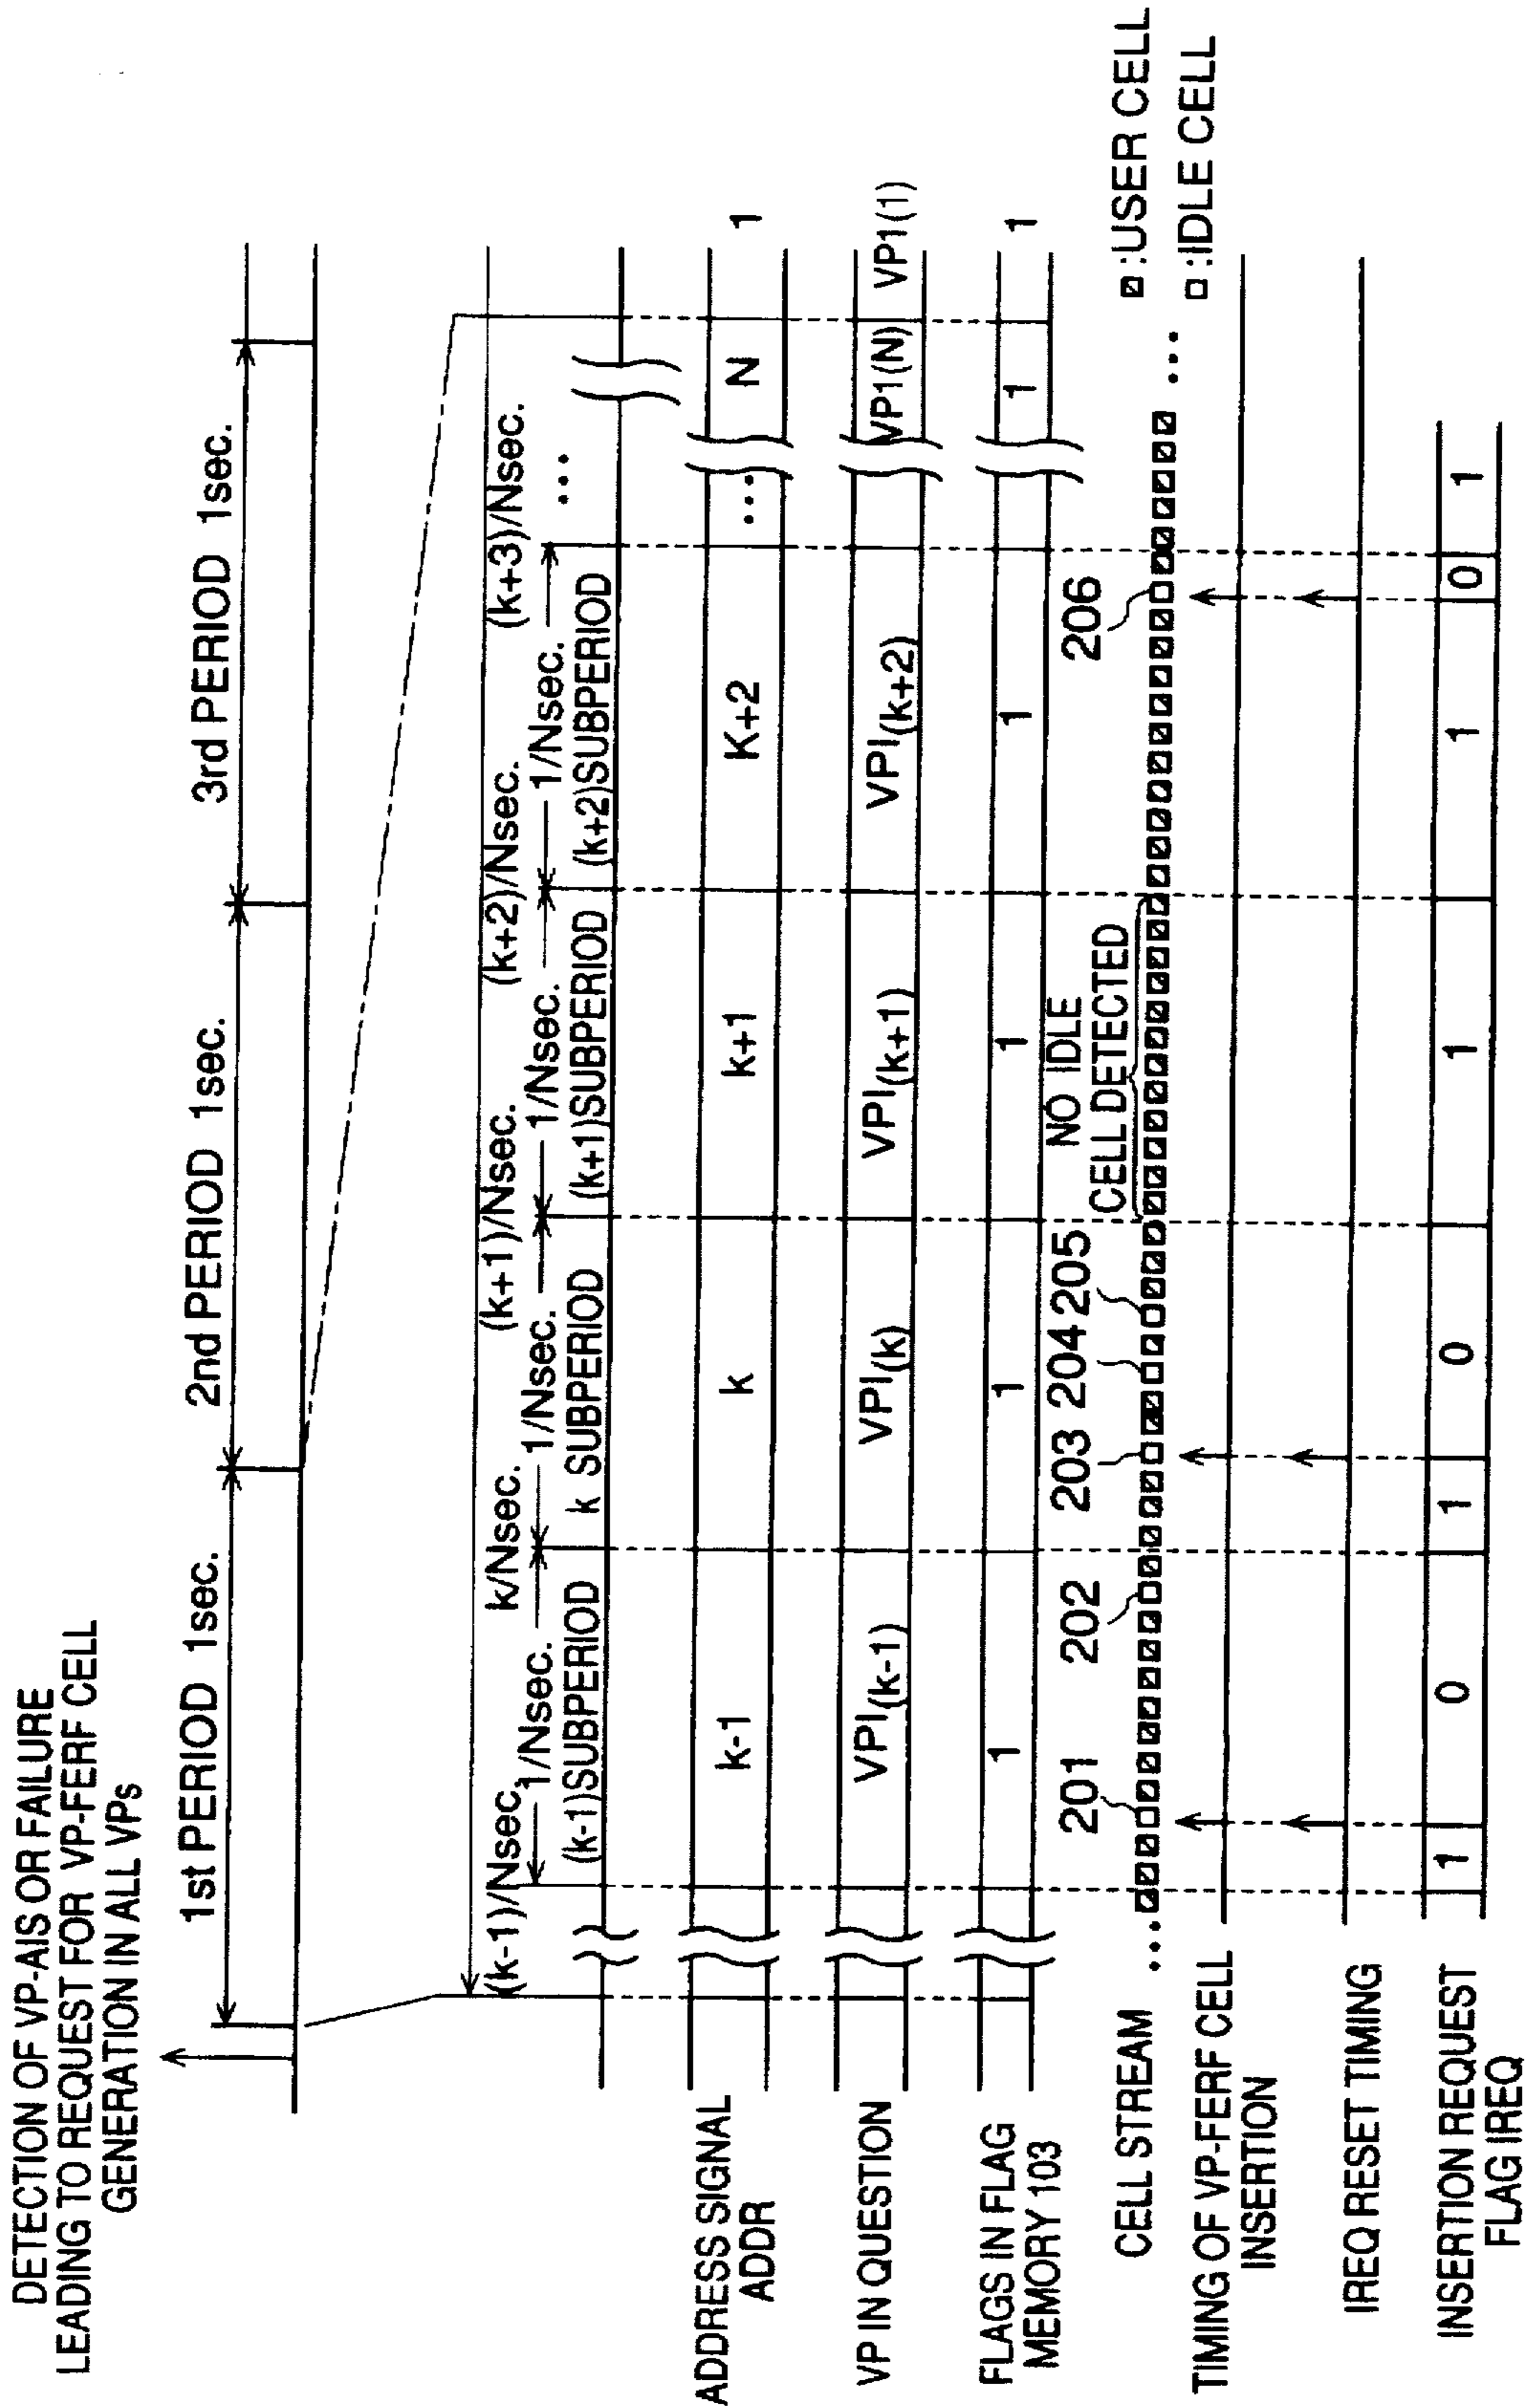 DETECTION OF VP-AIS OR FAILURE
LEADING TO REQUEST FOR VP-FERF CELL
GENERATION IN ALL VPs
1st PERIOD 1sec.
2nd PERIOD 1sec.
3rd PERIOD 1sec.
(k-1)/Nsec.
k/Nsec.
(k+1)/Nsec.
(k+2)/Nsec.
(k+3)/Nsec.
1/Nsec.
1/Nsec.
1/Nsec.
1/Nsec.
(k-1)SUBPERIOD
k SUBPERIOD
(k+1)SUBPERIOD
(k+2)SUBPERIOD
...
ADDRESS SIGNAL
ADDR
k-1
k
k+1
K+2
...
N
1
VP IN QUESTION
VPI(k-1)
VPI(k)
VPI(k+1)
VPI(k+2)
VP1(N)
VP1(1)
FLAGS IN FLAG
MEMORY 103
1
1
1
1
1
1
201
202
203
204
205
NO IDLE
CELL DETECTED
206
CELL STREAM
...
...
:USER CELL
:IDLE CELL
TIMING OF VP-FERF CELL
INSERTION
IREQ RESET TIMING
INSERTION REQUEST
FLAG IREQ
1
0
1
0
1
1
0
1